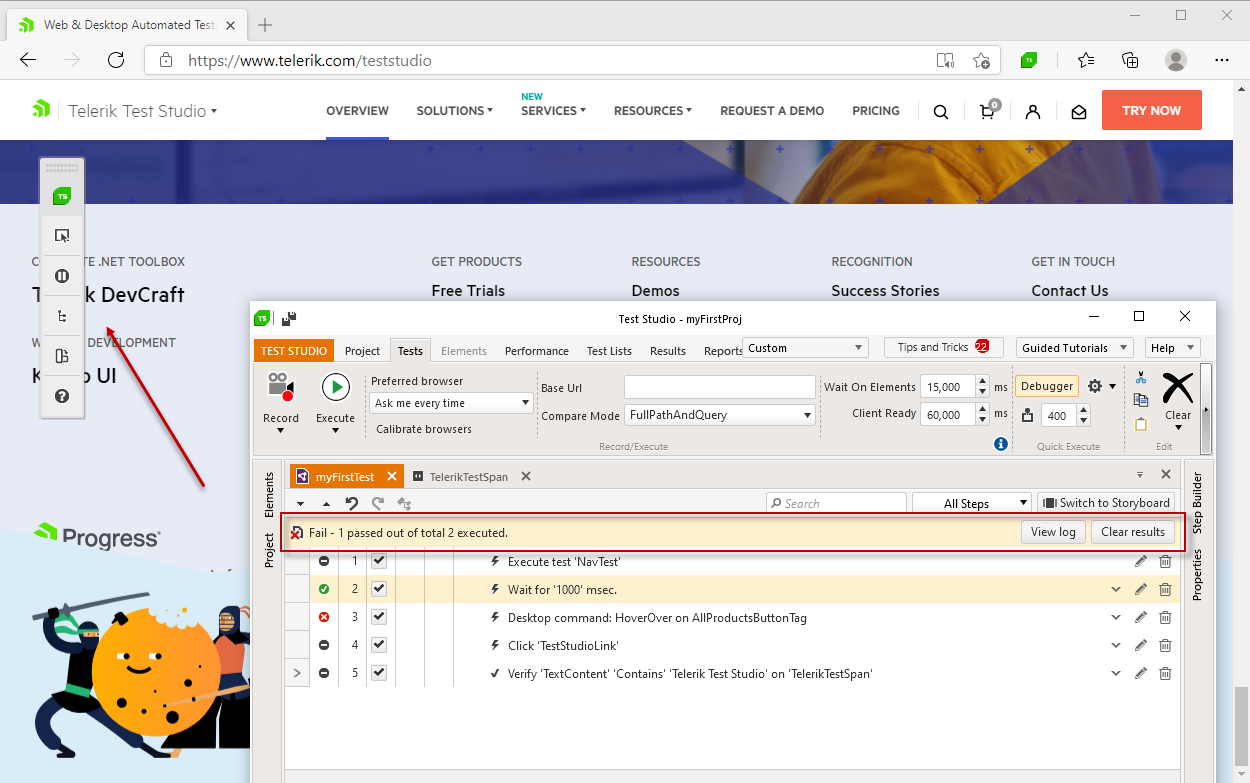 Web & Desktop Automated Test
https://www.telerik.com/teststudio
TS
Telerik Test Studio
OVERVIEW
SOLUTIONS
NEW
SERVICES
RESOURCES
REQUEST A DEMO
PRICING
0
TRY NOW
TS
.NET TOOLBOX
GET PRODUCTS
RESOURCES
RECOGNITION
GET IN TOUCH
DevCraft
Free Trials
Demos
Success Stories
Contact Us
DEVELOPMENT
UI
Progress
TS
Test Studio - myFirstProj
TEST STUDIO
Project
Tests
Elements
Performance
Test Lists
Results
Reports
Custom
Tips and Tricks 22
Guided Tutorials
Help
Record
Execute
Preferred browser
Ask me every time
Calibrate browsers
Base Url
Compare Mode
FullPathAndQuery
Record/Execute
Wait On Elements 15,000 ms
Client Ready 60,000 ms
Debugger
400
Quick Execute
Clear
Edit
Elements
Project
myFirstTest
TelerikTestSpan
Search
All Steps
Switch to Storyboard
Step Builder
Properties
Fail - 1 passed out of total 2 executed.
View log
Clear results
1 Execute test 'NavTest'
2 Wait for '1000' msec.
3 Desktop command: HoverOver on AllProductsButtonTag
4 Click 'TestStudioLink'
5 Verify 'TextContent' 'Contains' 'Telerik Test Studio' on 'TelerikTestSpan'